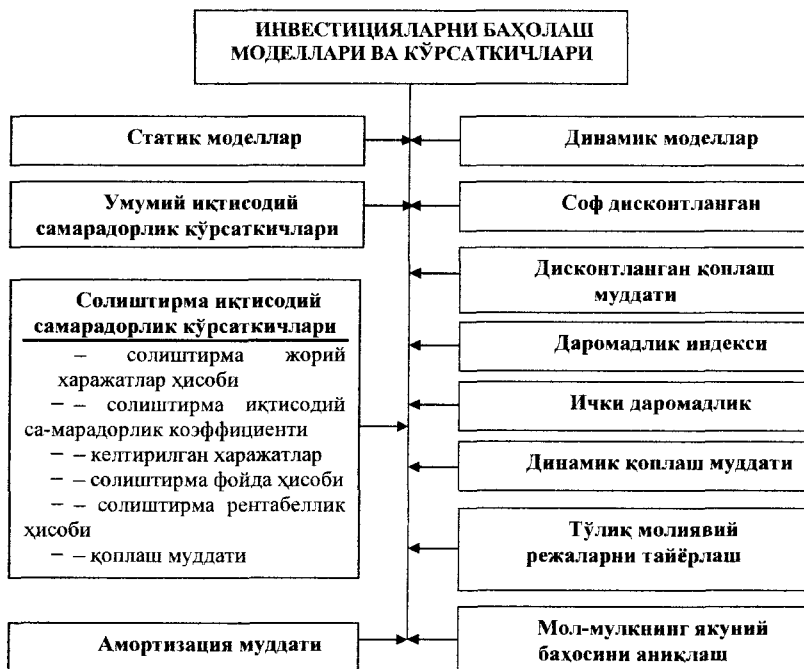 ИНВЕСТИЦИЯЛАРНИ БАҲОЛАШ
МОДЕЛЛАРИ ВА КЎРСАТКИЧЛАРИ
Статик моделлар
Умумий иқтисодий
самарадорлик кўрсаткичлари
Солиштирма иқтисодий
самарадорлик кўрсаткичлари
– солиштирма жорий
харажатлар ҳисоби
– – солиштирма иқтисодий
са-марадорлик коэффициенти
– – келтирилган харажатлар
– – солиштирма фойда ҳисоби
– – солиштирма рентабеллик
ҳисоби
– – қоплаш муддати
Амортизация муддати
Динамик моделлар
Соф дисконтланган
Дисконтланган қоплаш
муддати
Даромадлик индекси
Ички даромадлик
Динамик қоплаш муддати
Тўлиқ молиявий
режаларни тайёрлаш
Мол-мулкнинг якуний
баҳосини аниқлаш